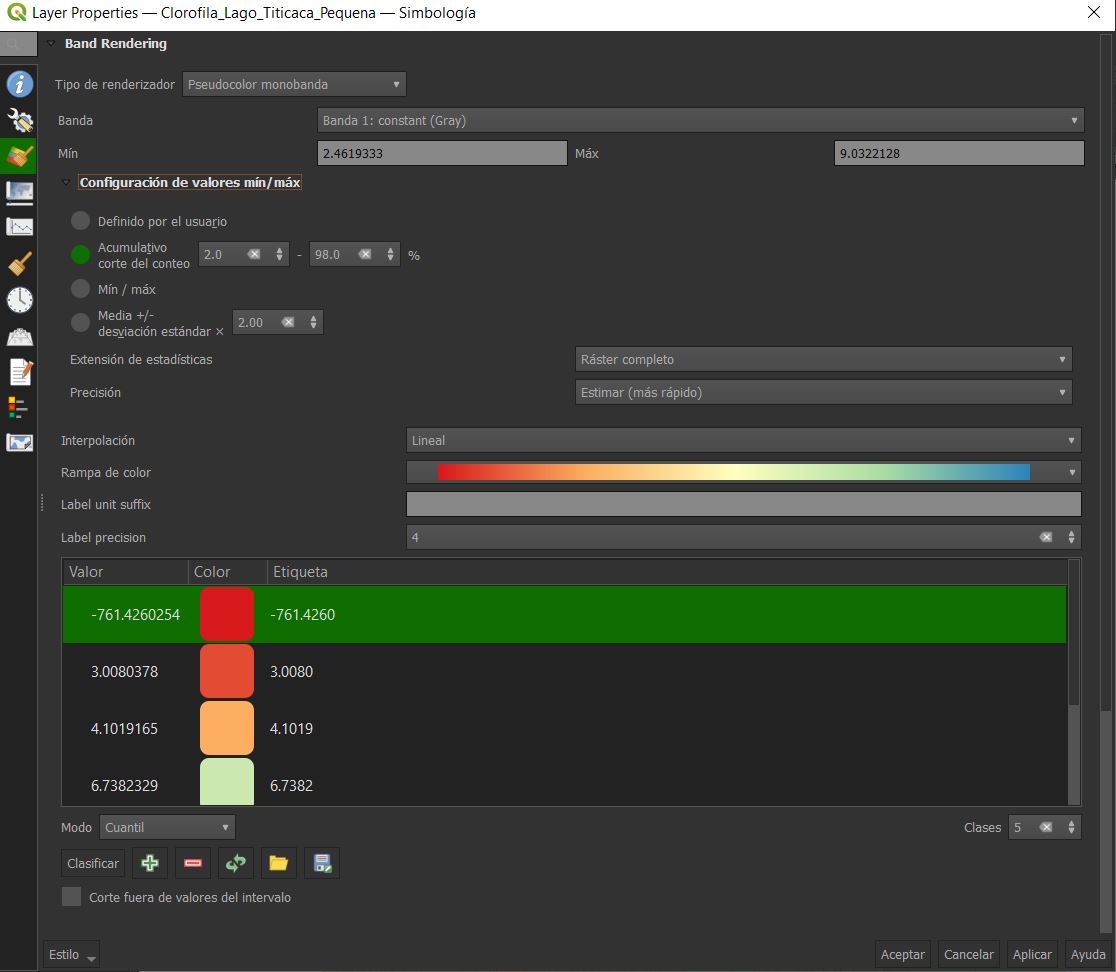 Layer Properties — Clorofila_Lago_Titicaca_Pequena — Simbología
Band Rendering
Tipo de renderizador Pseudocolor monobanda
Banda Banda 1: constant (Gray)
Mín 2.4619333 Máx 9.0322128
Configuración de valores mín/máx
Definido por el usuario
Acumulativo
corte del conteo 2.0 - 98.0 %
Mín / máx
Media +/-
desviación estándar × 2.00
Extensión de estadísticas Ráster completo
Precisión Estimar (más rápido)
Interpolación Lineal
Rampa de color
Label unit suffix
Label precision 4
Valor Color Etiqueta
-761.4260254 -761.4260
3.0080378 3.0080
4.1019165 4.1019
6.7382329 6.7382
Modo Cuantil Clases 5
Clasificar
Corte fuera de valores del intervalo
Estilo Aceptar Cancelar Aplicar Ayuda